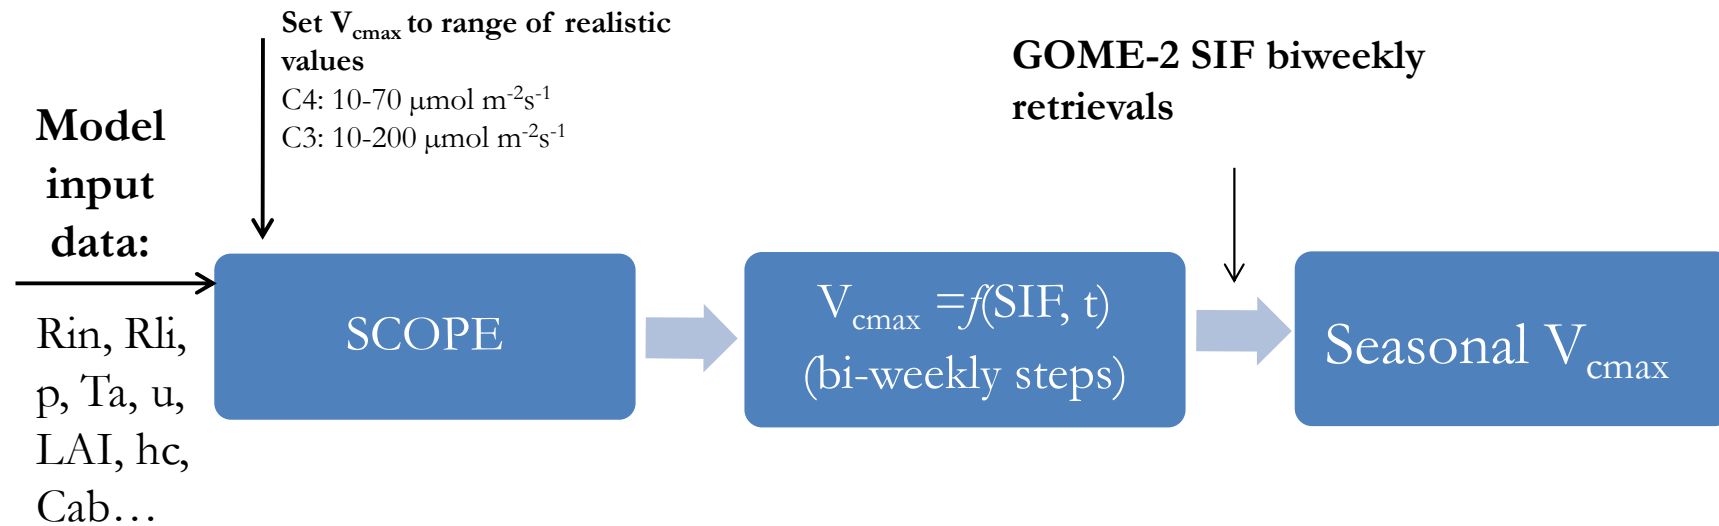 Set Vcmax to range of realistic
values
C4: 10-70 μmol m-2s-1
C3: 10-200 μmol m-2s-1
Model
input
data:
Rin, Rli,
p, Ta, u,
LAI, hc,
Cab…
SCOPE
Vcmax =f(SIF, t)
(bi-weekly steps)
GOME-2 SIF biweekly
retrievals
Seasonal Vcmax